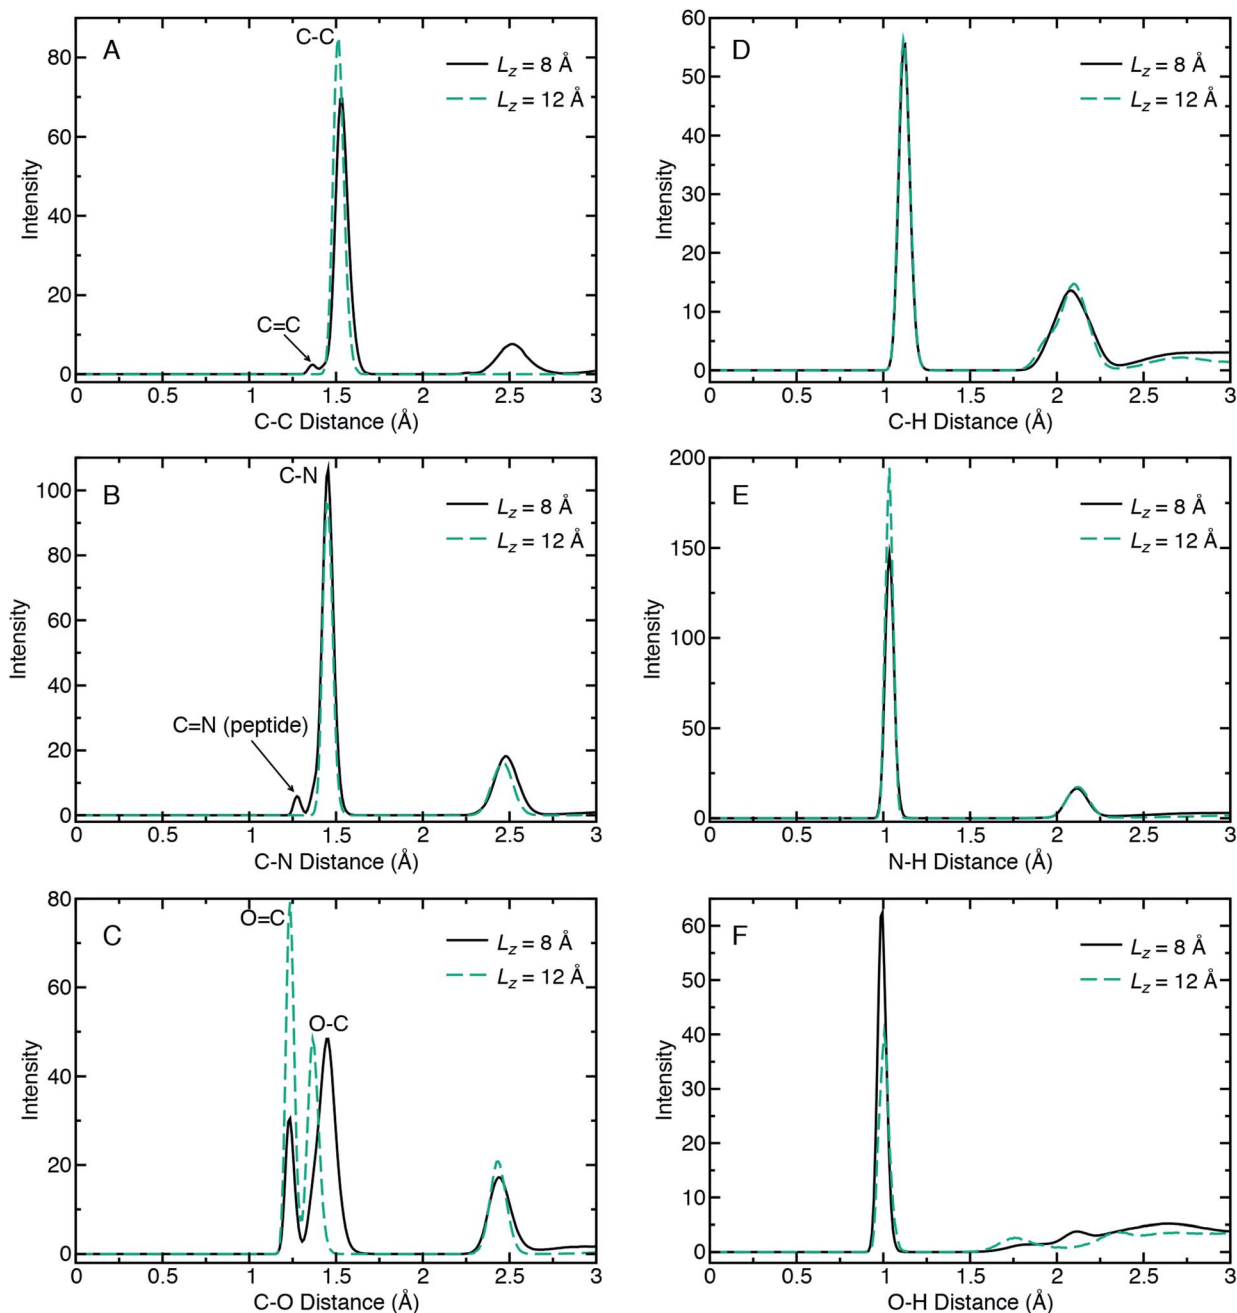 A
C-C
L_z = 8 Å
L_z = 12 Å
C=C
Intensity
80
60
40
20
0
0 0.5 1 1.5 2 2.5 3
C-C Distance (Å)
D
L_z = 8 Å
L_z = 12 Å
Intensity
60
50
40
30
20
10
0
0 0.5 1 1.5 2 2.5 3
C-H Distance (Å)
B
C-N
L_z = 8 Å
L_z = 12 Å
C=N (peptide)
Intensity
100
80
60
40
20
0
0 0.5 1 1.5 2 2.5 3
C-N Distance (Å)
E
L_z = 8 Å
L_z = 12 Å
Intensity
200
150
100
50
0
0 0.5 1 1.5 2 2.5 3
N-H Distance (Å)
C
O=C
O-C
L_z = 8 Å
L_z = 12 Å
Intensity
80
60
40
20
0
0 0.5 1 1.5 2 2.5 3
C-O Distance (Å)
F
L_z = 8 Å
L_z = 12 Å
Intensity
60
50
40
30
20
10
0
0 0.5 1 1.5 2 2.5 3
O-H Distance (Å)